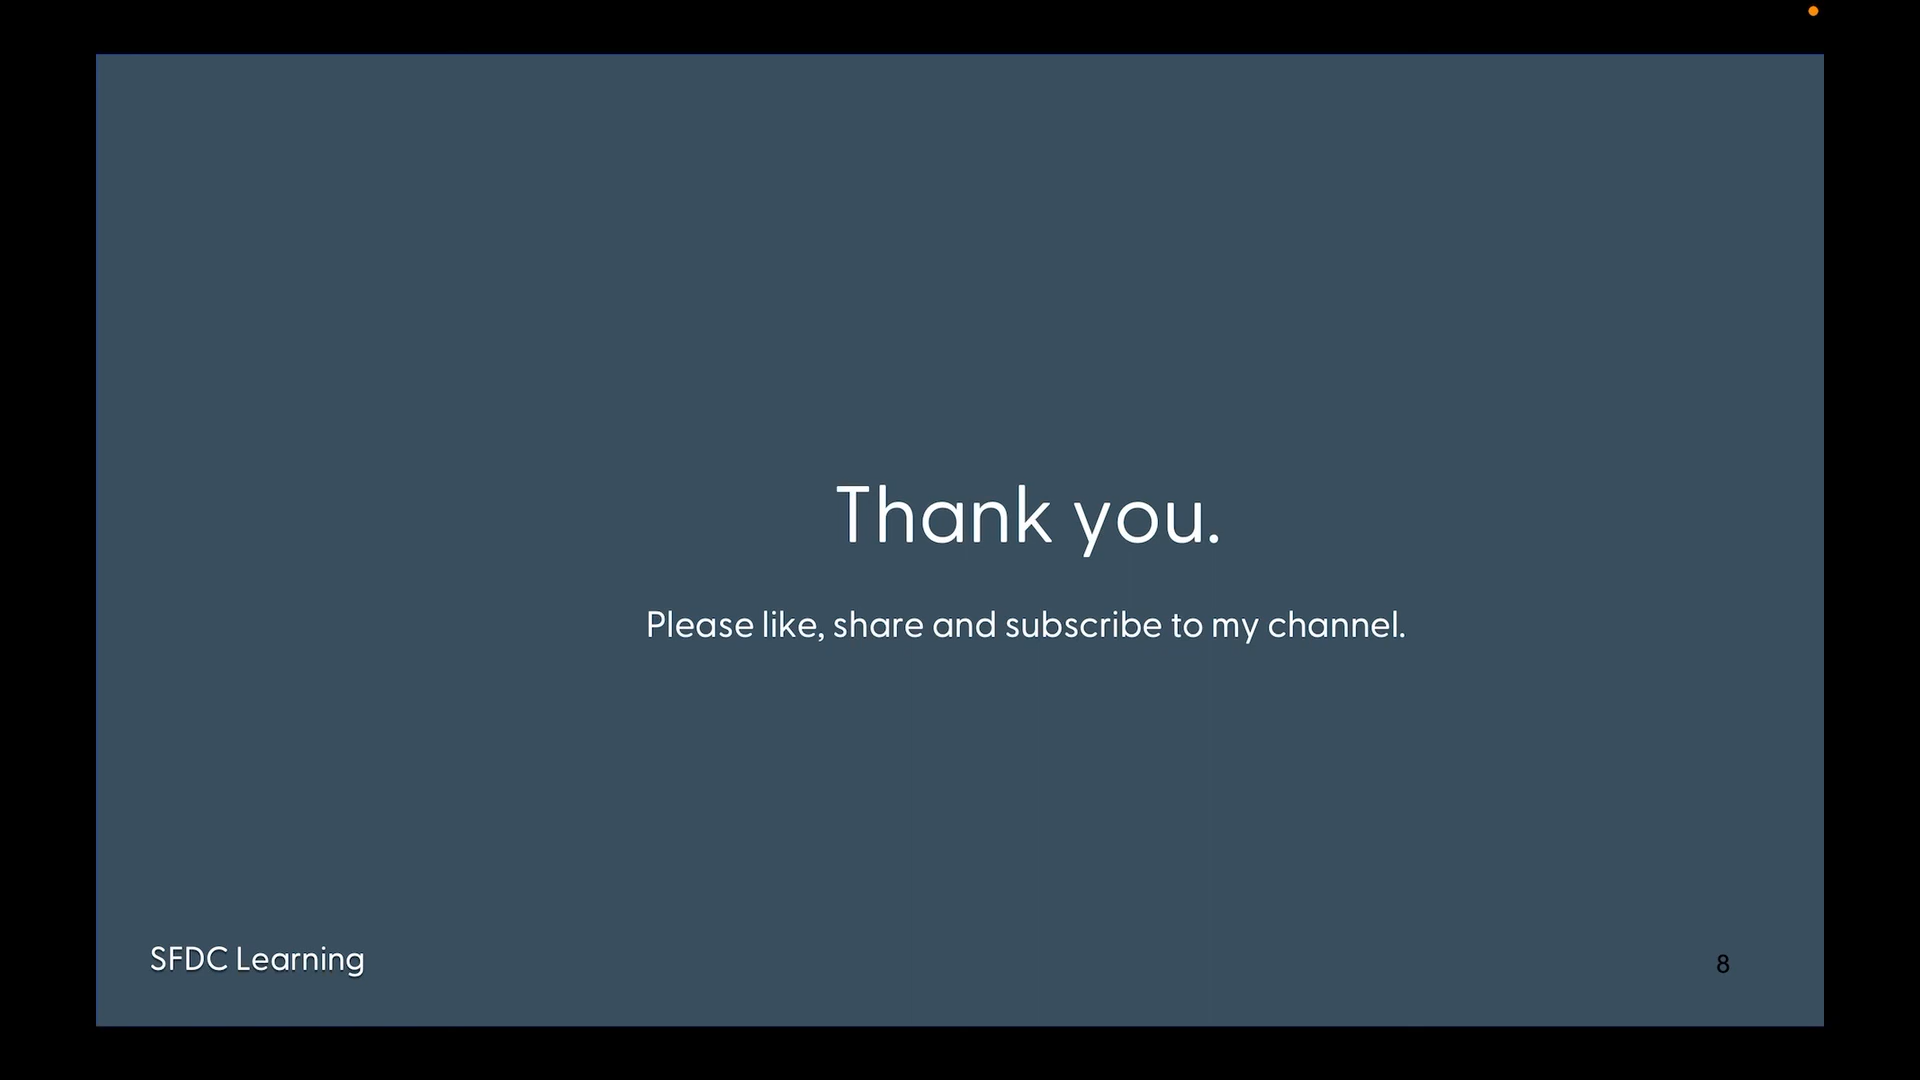 Thank you.
Please like, share and subscribe to my channel.
SFDC Learning
8